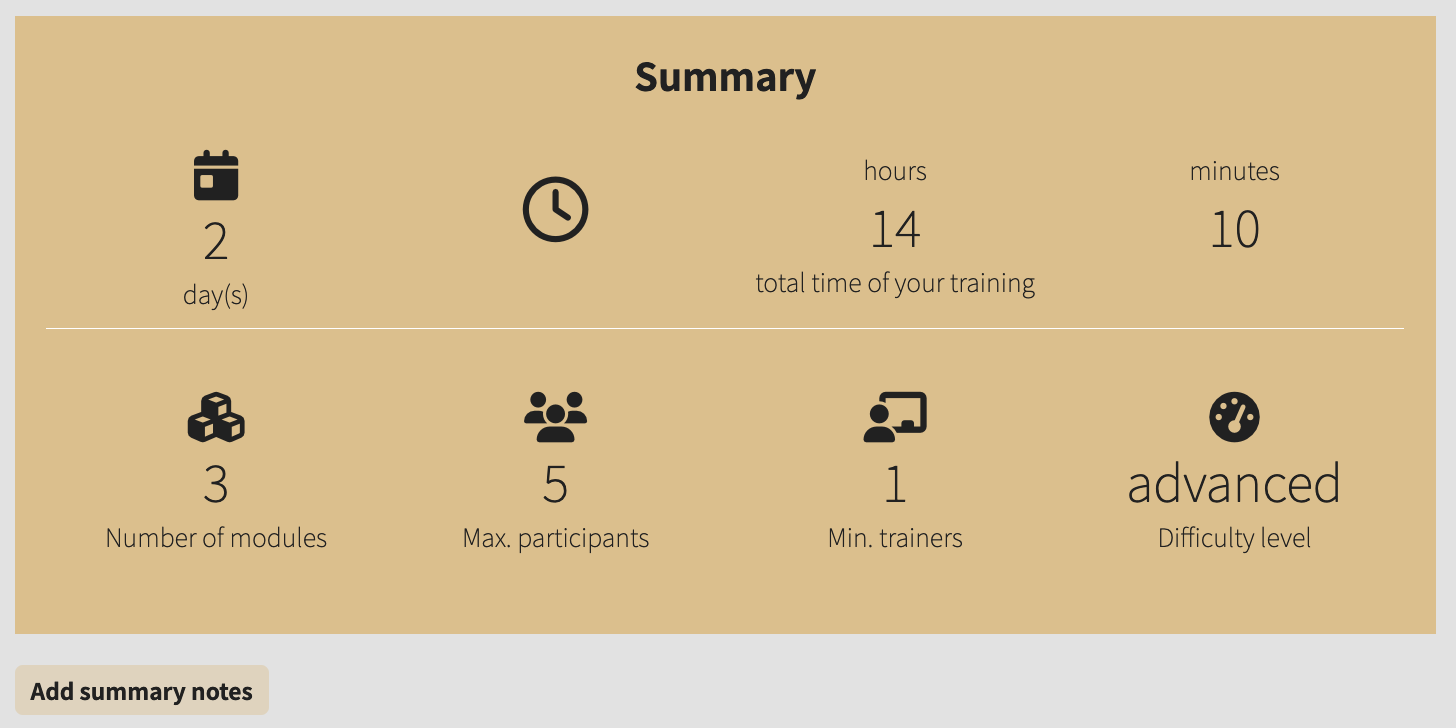 Summary
2
day(s)
hours
14
total time of your training
minutes
10
3
Number of modules
5
Max. participants
1
Min. trainers
advanced
Difficulty level
Add summary notes